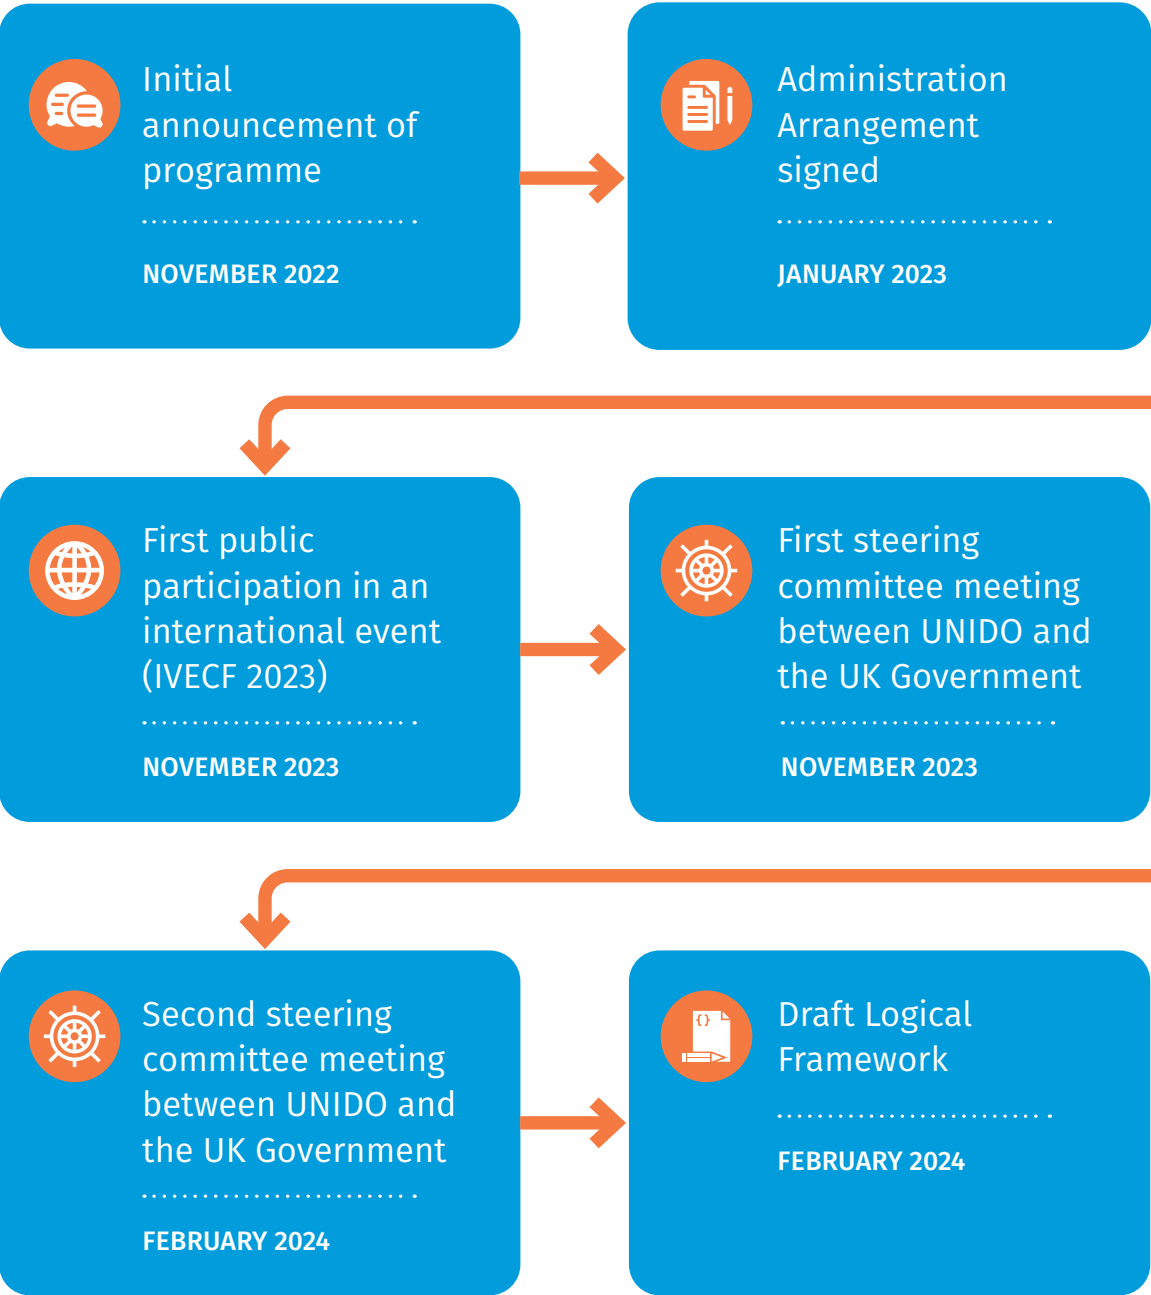 Initial
announcement of
programme
NOVEMBER 2022
Administration
Arrangement
signed
JANUARY 2023
First public
participation in an
international event
(IVECF 2023)
NOVEMBER 2023
First steering
committee meeting
between UNIDO and
the UK Government
NOVEMBER 2023
Second steering
committee meeting
between UNIDO and
the UK Government
FEBRUARY 2024
{}
Draft Logical
Framework
FEBRUARY 2024